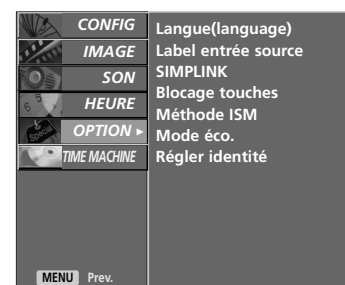 CONFIG
IMAGE
SON
HEURE
OPTION ►
TIME MACHINE
MENU Prev.
Langue(language)
Label entrée source
SIMPLINK
Blocage touches
Méthode ISM
Mode éco.
Régler identité